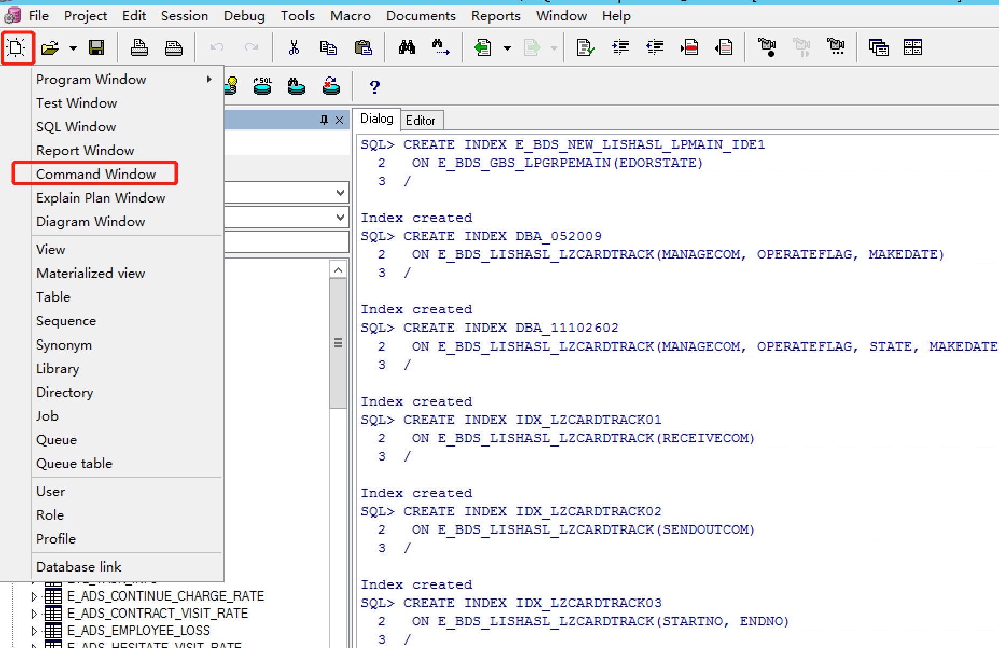 File Project Edit Session Debug Tools Macro Documents Reports Window Help
SQL
?
Program Window
Test Window
SQL Window
Report Window
Command Window
Explain Plan Window
Diagram Window
View
Materialized view
Table
Sequence
Synonym
Library
Directory
Job
Queue
Queue table
User
Role
Profile
Database link
E_ADS_CONTINUE_CHARGE_RATE
E_ADS_CONTRACT_VISIT_RATE
E_ADS_EMPLOYEE_LOSS
E_ADS_HESITATE_VISIT_RATE
Dialog Editor
SQL> CREATE INDEX E_BDS_NEW_LISHASL_LPMAIN_IDE1
2 ON E_BDS_GBS_LPGRPEMAIN(EDORSTATE)
3 /
Index created
SQL> CREATE INDEX DBA_052009
2 ON E_BDS_LISHASL_LZCARDTRACK(MANAGECOM, OPERATEFLAG, MAKEDATE)
3 /
Index created
SQL> CREATE INDEX DBA_11102602
2 ON E_BDS_LISHASL_LZCARDTRACK(MANAGECOM, OPERATEFLAG, STATE, MAKEDATE
3 /
Index created
SQL> CREATE INDEX IDX_LZCARDTRACK01
2 ON E_BDS_LISHASL_LZCARDTRACK(RECEIVECOM)
3 /
Index created
SQL> CREATE INDEX IDX_LZCARDTRACK02
2 ON E_BDS_LISHASL_LZCARDTRACK(SENDOUTCOM)
3 /
Index created
SQL> CREATE INDEX IDX_LZCARDTRACK03
2 ON E_BDS_LISHASL_LZCARDTRACK(STARTNO, ENDNO)
3 /